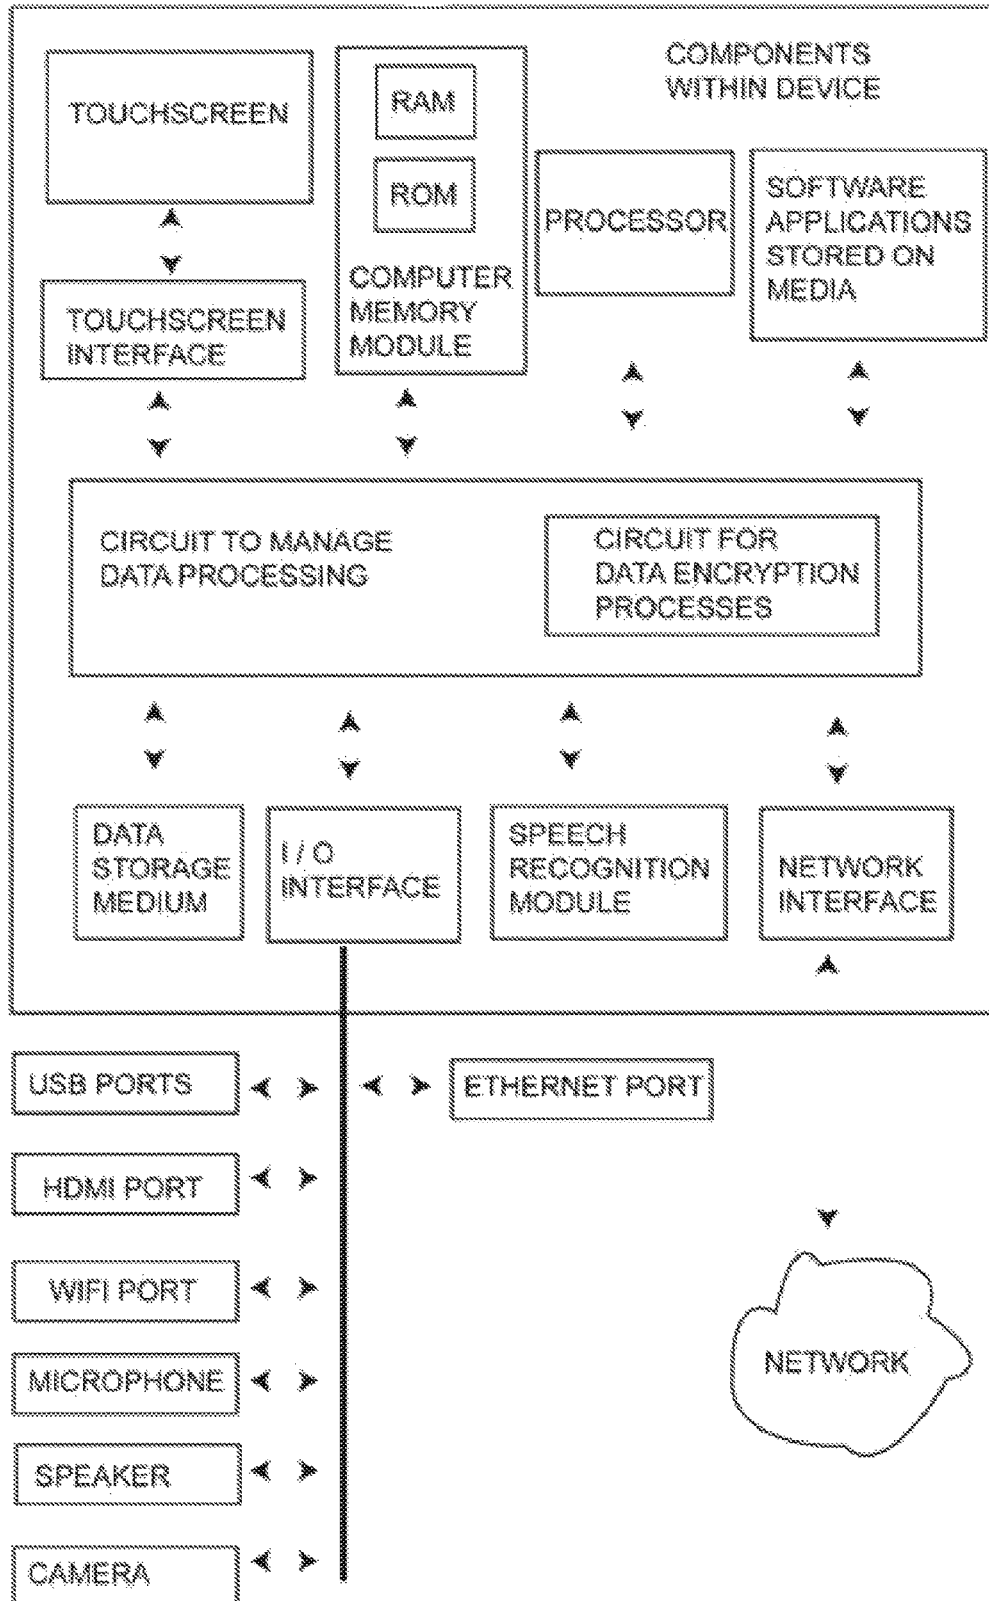 COMPONENTS
WITHIN DEVICE
TOUCHSCREEN
RAM
ROM
COMPUTER
MEMORY
MODULE
PROCESSOR
SOFTWARE
APPLICATIONS
STORED ON
MEDIA
TOUCHSCREEN
INTERFACE
CIRCUIT TO MANAGE
DATA PROCESSING
CIRCUIT FOR
DATA ENCRYPTION
PROCESSES
DATA
STORAGE
MEDIUM
I / O
INTERFACE
SPEECH
RECOGNITION
MODULE
NETWORK
INTERFACE
USB PORTS
ETHERNET PORT
HDMI PORT
WIFI PORT
MICROPHONE
SPEAKER
CAMERA
NETWORK